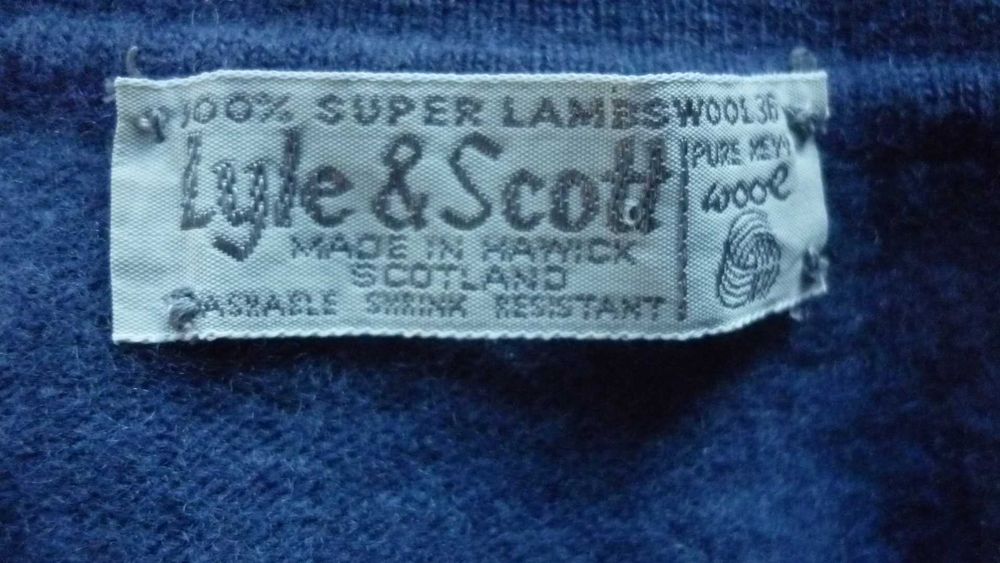 100% SUPER LAMBSWOOL 36
Lyle & Scott
MADE IN HAWICK
SCOTLAND
WASHABLE SHRINK RESISTANT
PURE NEW
wool